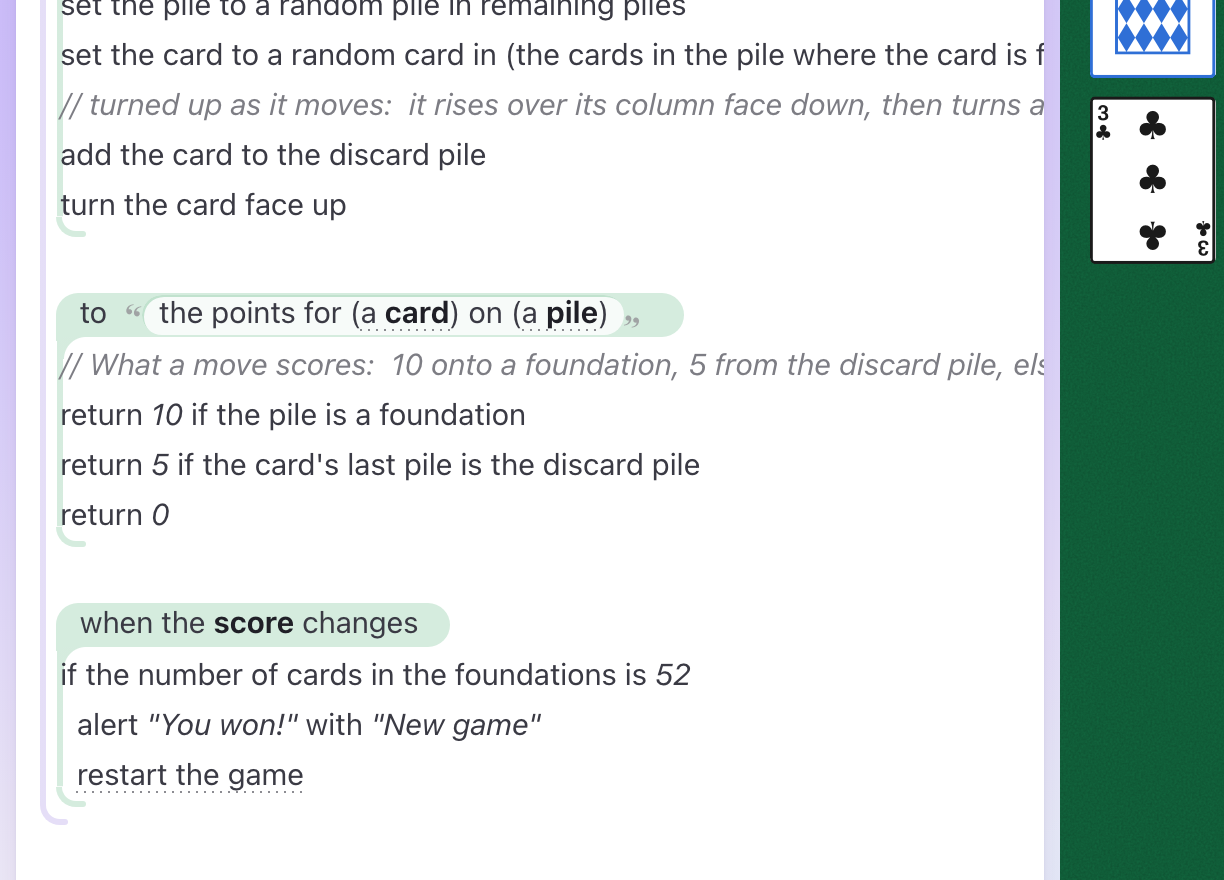 set the pile to a random pile in remaining piles
set the card to a random card in (the cards in the pile where the card is f
// turned up as it moves:  it rises over its column face down, then turns a
add the card to the discard pile
turn the card face up
to “ the points for (a card) on (a pile) ”
// What a move scores:  10 onto a foundation, 5 from the discard pile, els
return 10 if the pile is a foundation
return 5 if the card's last pile is the discard pile
return 0
when the score changes
if the number of cards in the foundations is 52
alert "You won!" with "New game"
restart the game
3
3